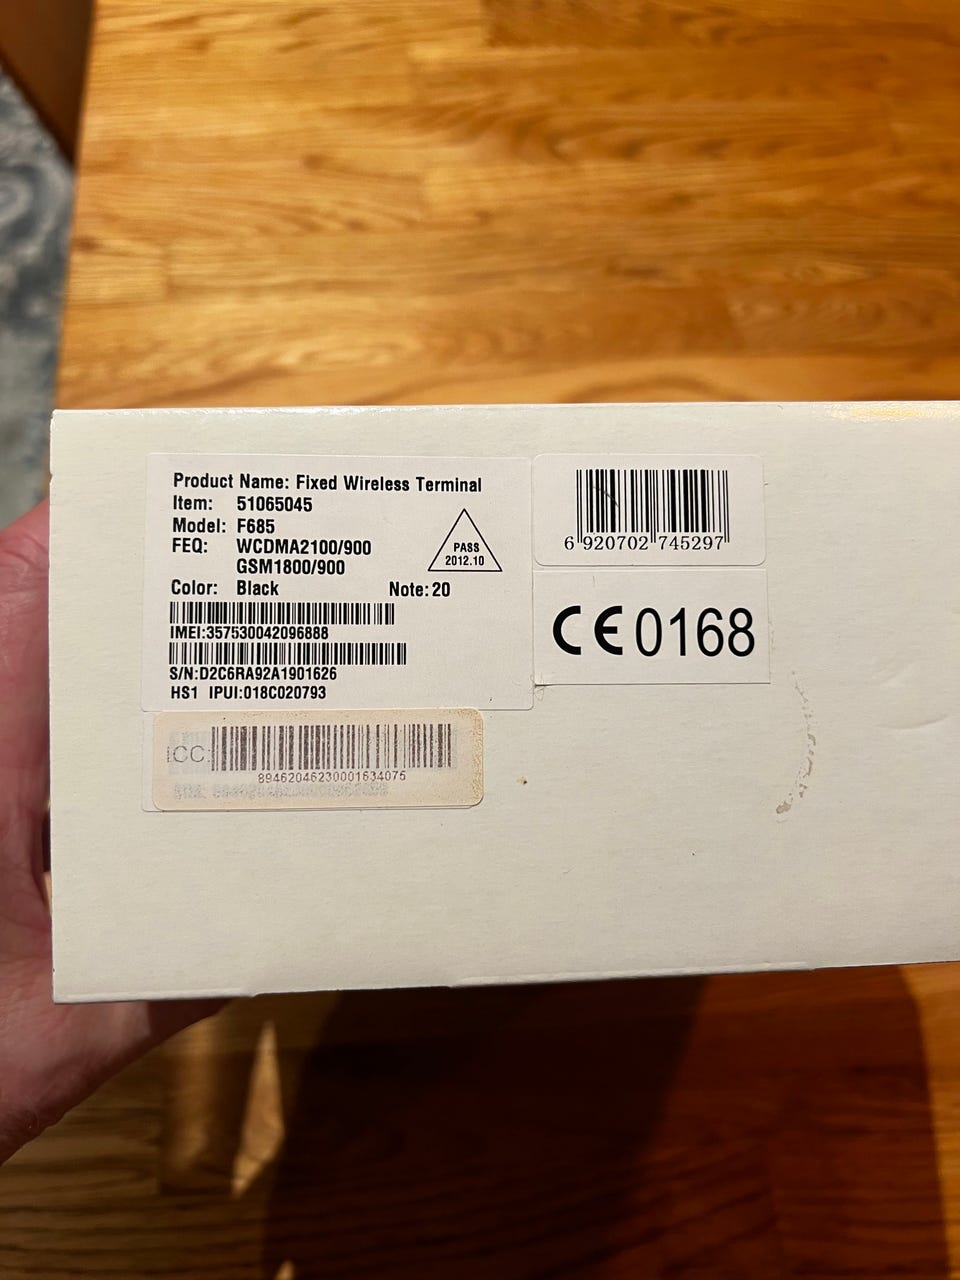 Product Name: Fixed Wireless Terminal
Item: 51065045
Model: F685
FEQ: WCDMA2100/900
GSM1800/900
PASS
2012.10
Color: Black Note: 20
IMEI:357530042096888
S/N:D2C6RA92A1901626
HS1 IPUI:018C020793
6 920702 745297
CE 0168
ICC:
89462046230001634075